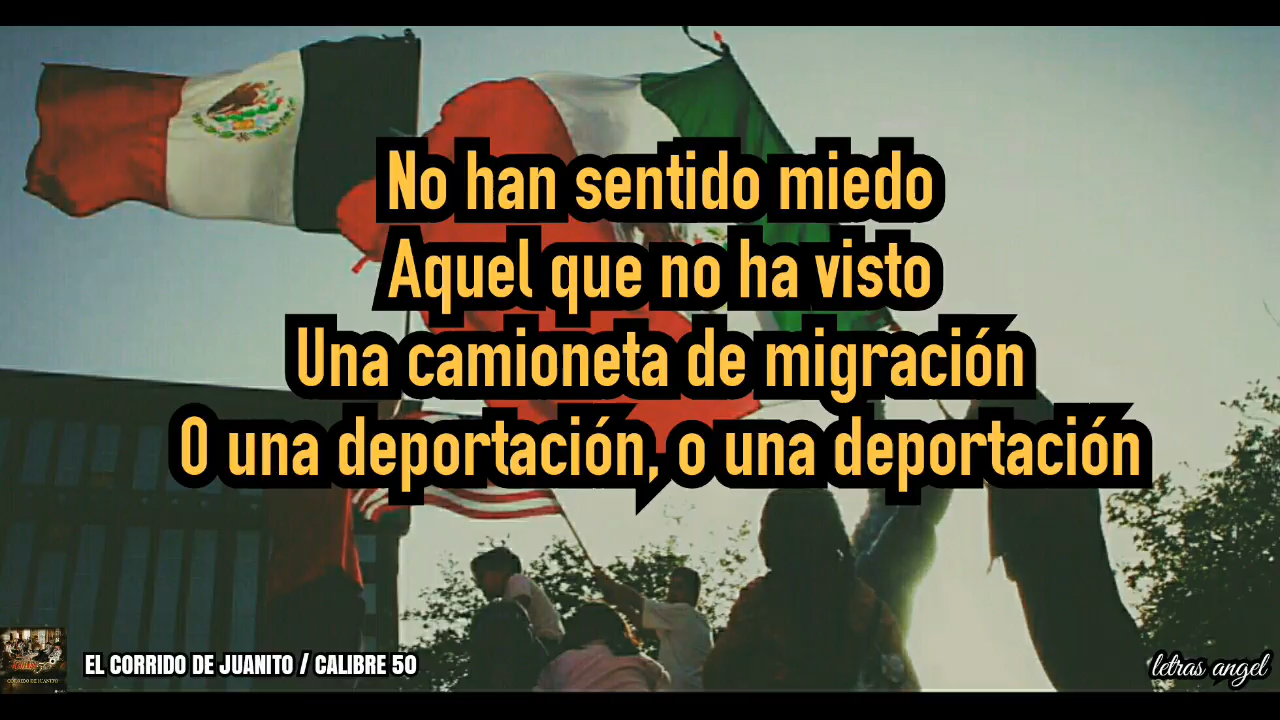 No han sentido miedo
Aquel que no ha visto
Una camioneta de migración
O una deportación, o una deportación
EL CORRIDO DE JUANITO / CALIBRE 50
letras angel